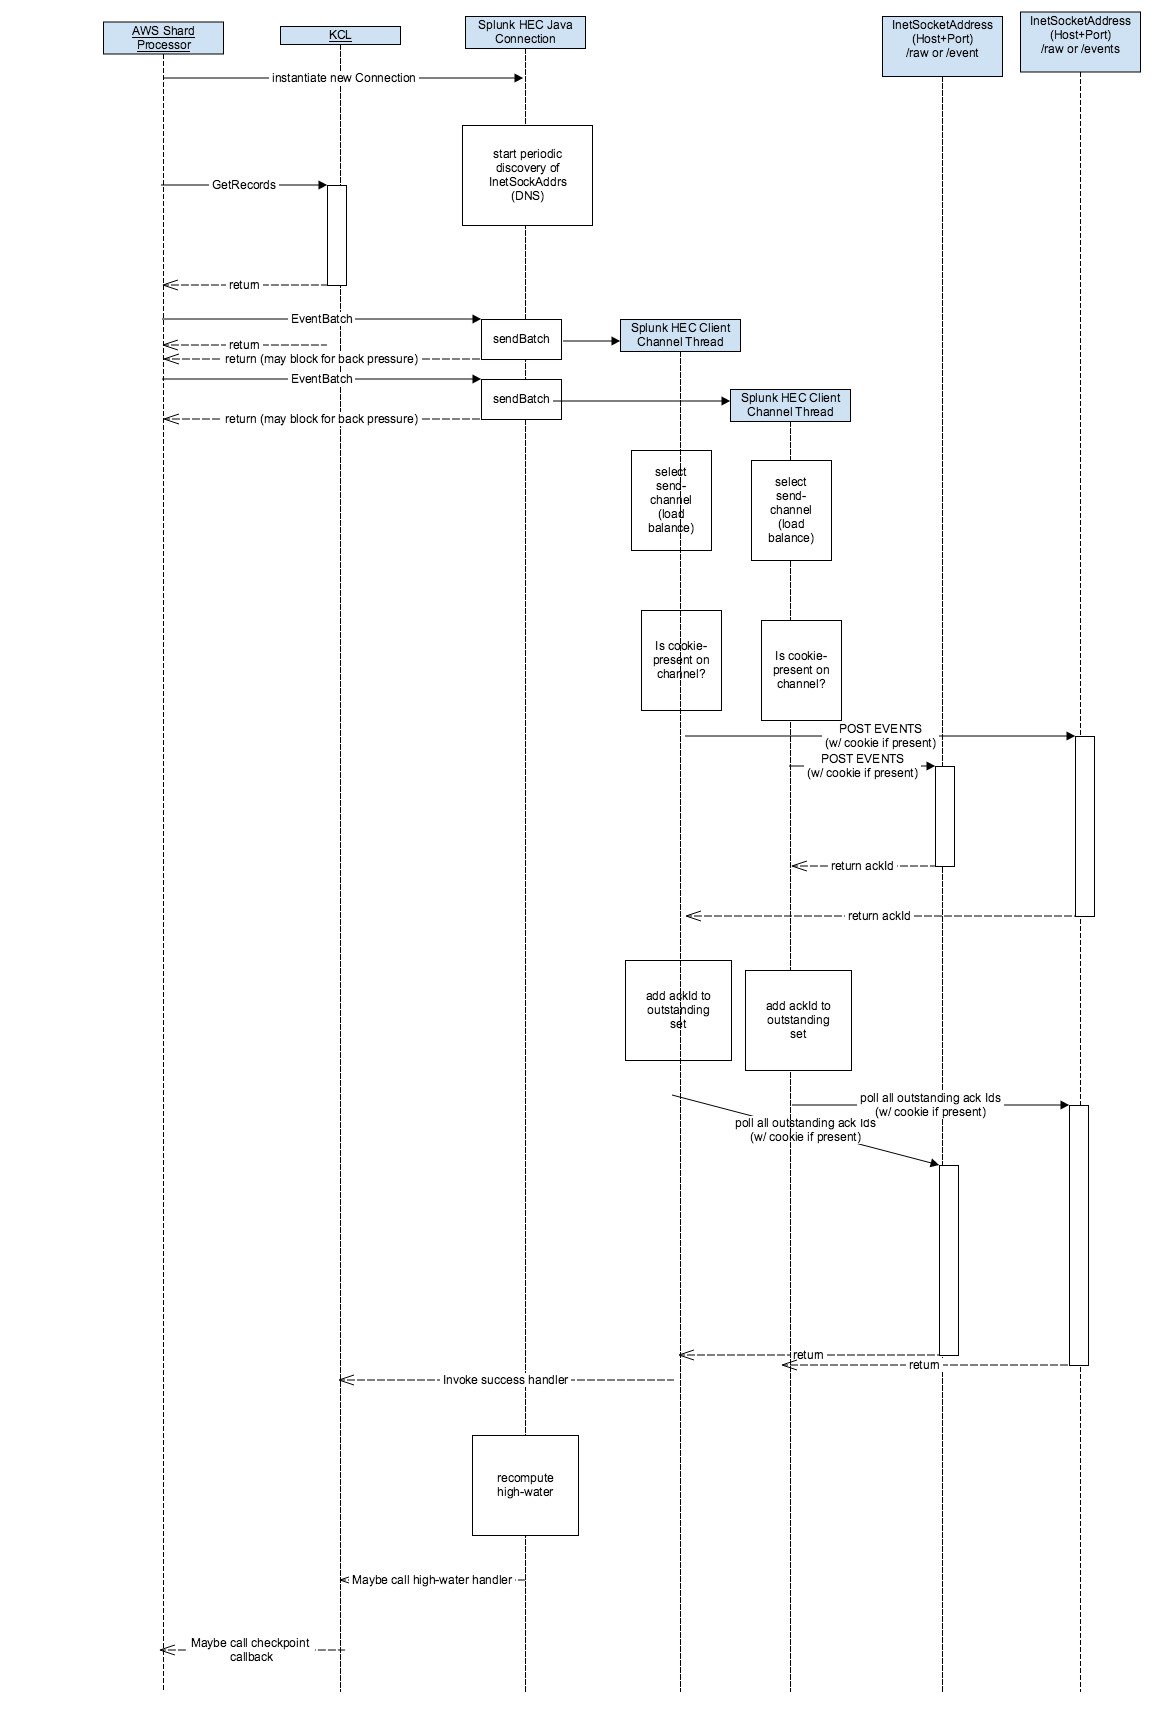 AWS Shard
Processor
KCL
Splunk HEC Java
Connection
InetSocketAddress
(Host+Port)
/raw or /event
InetSocketAddress
(Host+Port)
/raw or /events
instantiate new Connection
start periodic
discovery of
InetSockAddrs
(DNS)
GetRecords
return
EventBatch
sendBatch
Splunk HEC Client
Channel Thread
return
return (may block for back pressure)
EventBatch
sendBatch
Splunk HEC Client
Channel Thread
return (may block for back pressure)
select
send-
channel
(load
balance)
select
send-
channel
(load
balance)
Is cookie-
present on
channel?
Is cookie-
present on
channel?
POST EVENTS
(w/ cookie if present)
POST EVENTS
(w/ cookie if present)
return ackId
return ackId
add ackId to
outstanding
set
add ackId to
outstanding
set
poll all outstanding ack Ids
(w/ cookie if present)
poll all outstanding ack Ids
(w/ cookie if present)
return
return
Invoke success handler
recompute
high-water
Maybe call high-water handler
Maybe call checkpoint
callback